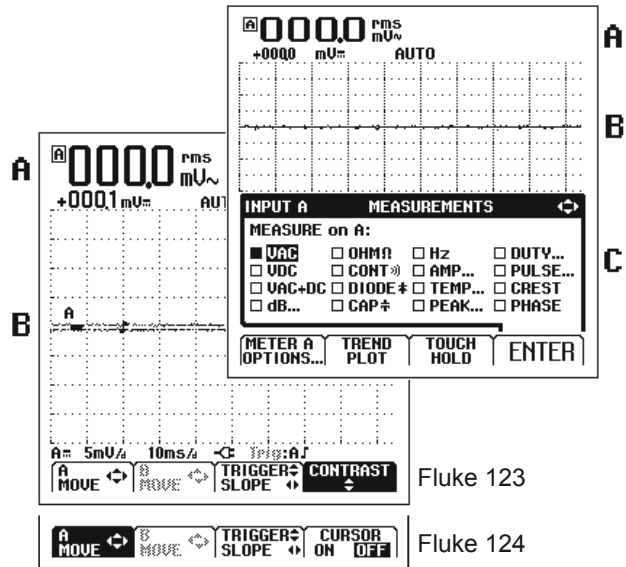 A 000.0 rms mV~
+000.0 mV⎓ AUTO
A
B
INPUT A MEASUREMENTS
MEASURE on A:
■ VAC □ OHM Ω □ Hz □ DUTY...
□ VDC □ CONT □ AMP... □ PULSE...
□ VAC+DC □ DIODE □ TEMP... □ CREST
□ dB... □ CAP □ PEAK... □ PHASE
C
METER A OPTIONS... TREND PLOT TOUCH HOLD ENTER
A
A 000.0 rms mV~
+000.1 mV⎓ AU
B
A
A⎓ 5mV/d 10ms/d Trig:A
A MOVE B MOVE TRIGGER SLOPE CONTRAST
Fluke 123
A MOVE B MOVE TRIGGER SLOPE CURSOR ON OFF
Fluke 124